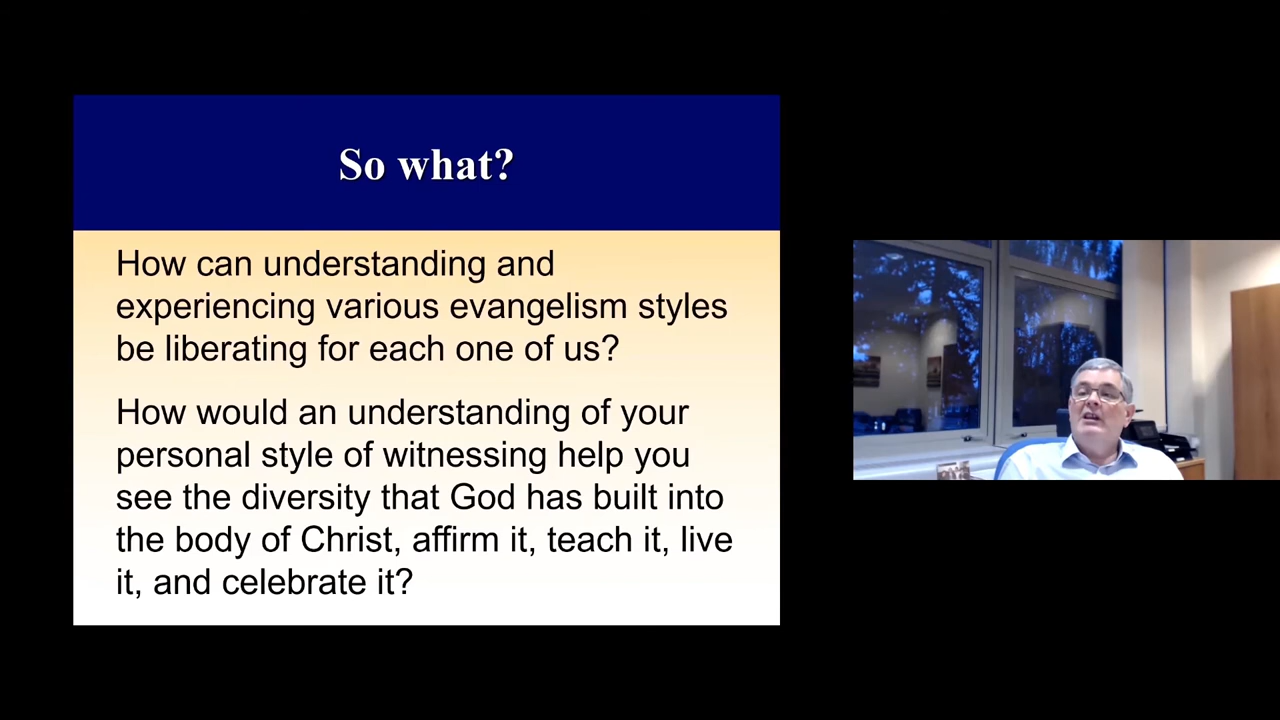 So what?
How can understanding and
experiencing various evangelism styles
be liberating for each one of us?
How would an understanding of your
personal style of witnessing help you
see the diversity that God has built into
the body of Christ, affirm it, teach it, live
it, and celebrate it?